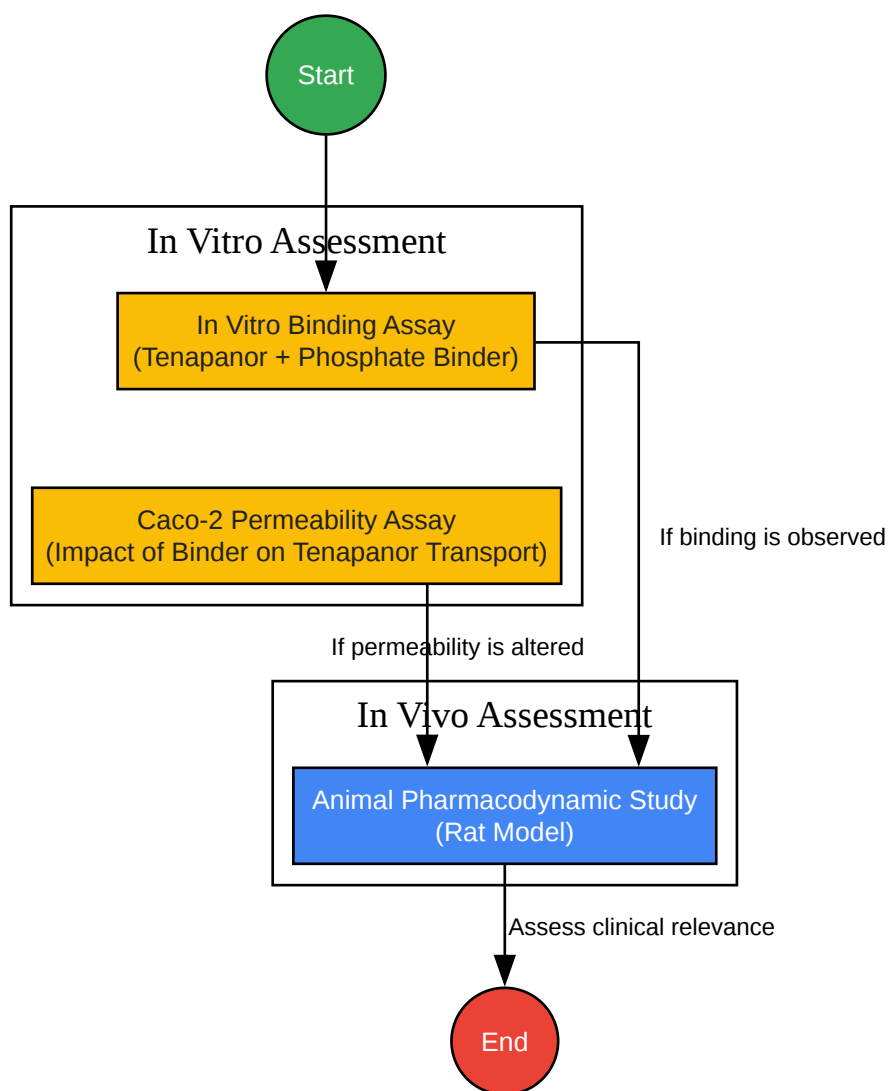 Start
In Vitro Assessment
In Vitro Binding Assay
(Tenapanor + Phosphate Binder)
Caco-2 Permeability Assay
(Impact of Binder on Tenapanor Transport)
If binding is observed
If permeability is altered
In Vivo Assessment
Animal Pharmacodynamic Study
(Rat Model)
Assess clinical relevance
End